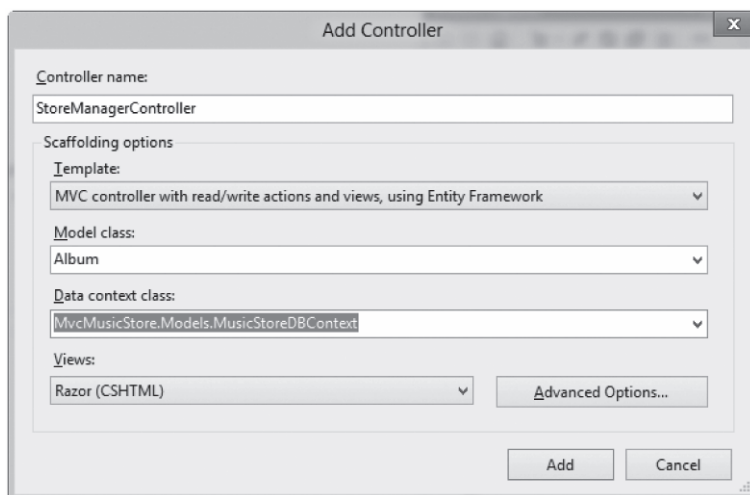 Add Controller
x
Controller name:
StoreManagerController
Scaffolding options
Template:
MVC controller with read/write actions and views, using Entity Framework
Model class:
Album
Data context class:
MvcMusicStore.Models.MusicStoreDBContext
Views:
Razor (CSHTML)
Advanced Options...
Add
Cancel